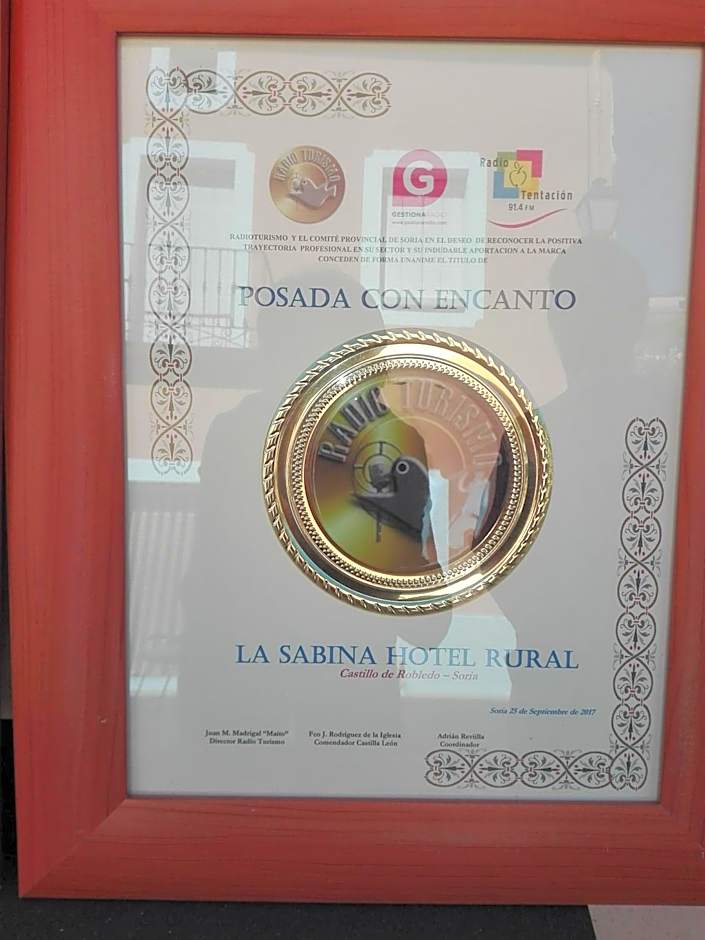 RADIO TURISMO
G
GESTIONARADIO
Radio
Tentación
91.4 FM
RADIOTURISMO Y EL COMITÉ PROVINCIAL DE SORIA EN EL DESEO DE RECONOCER LA POSITIVA
TRAYECTORIA PROFESIONAL EN SU SECTOR Y SU INDUDABLE APORTACION A LA MARCA
CONCEDEN DE FORMA UNANIME EL TITULO DE
POSADA CON ENCANTO
RADIO TURISMO
LA SABINA HOTEL RURAL
Castillo de Robledo – Soria
Soria 25 de Septiembre de 2017
Juan M. Madrigal "Maito"
Director Radio Turismo
Fco J. Rodríguez de la Iglesia
Comendador Castilla León
Adrián Revilla
Coordinador